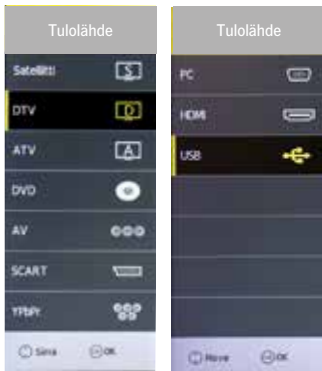 Tulolähde
Satelliitti
DTV
ATV
DVD
AV
SCART
YPbPr
Siirrä OK
Tulolähde
PC
HDMI
USB
Move OK